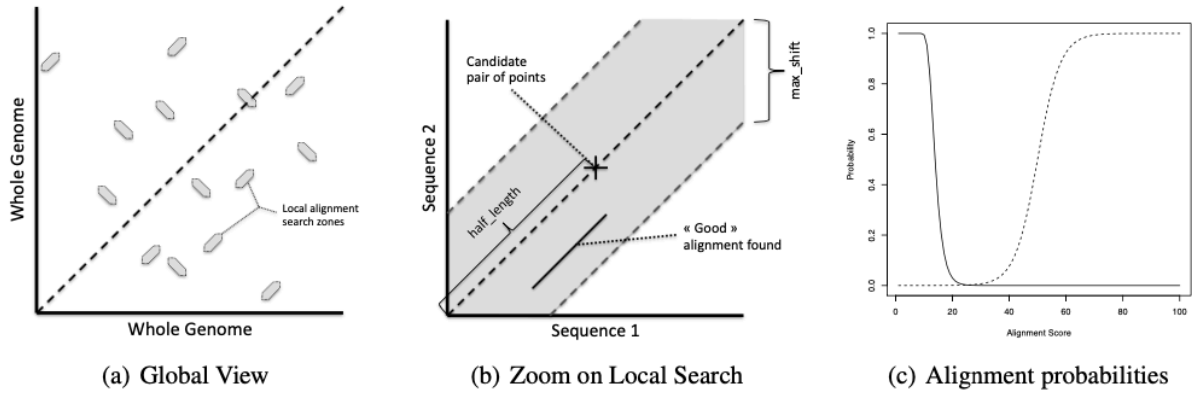 Whole Genome
Local alignment
search zones
Whole Genome
(a) Global View
Candidate
pair of points
max_shift
Sequence 2
half_length
« Good »
alignment found
Sequence 1
(b) Zoom on Local Search
1.0
0.8
0.6
0.4
0.2
0.0
Probability
0
20
40
60
80
100
Alignment Score
(c) Alignment probabilities